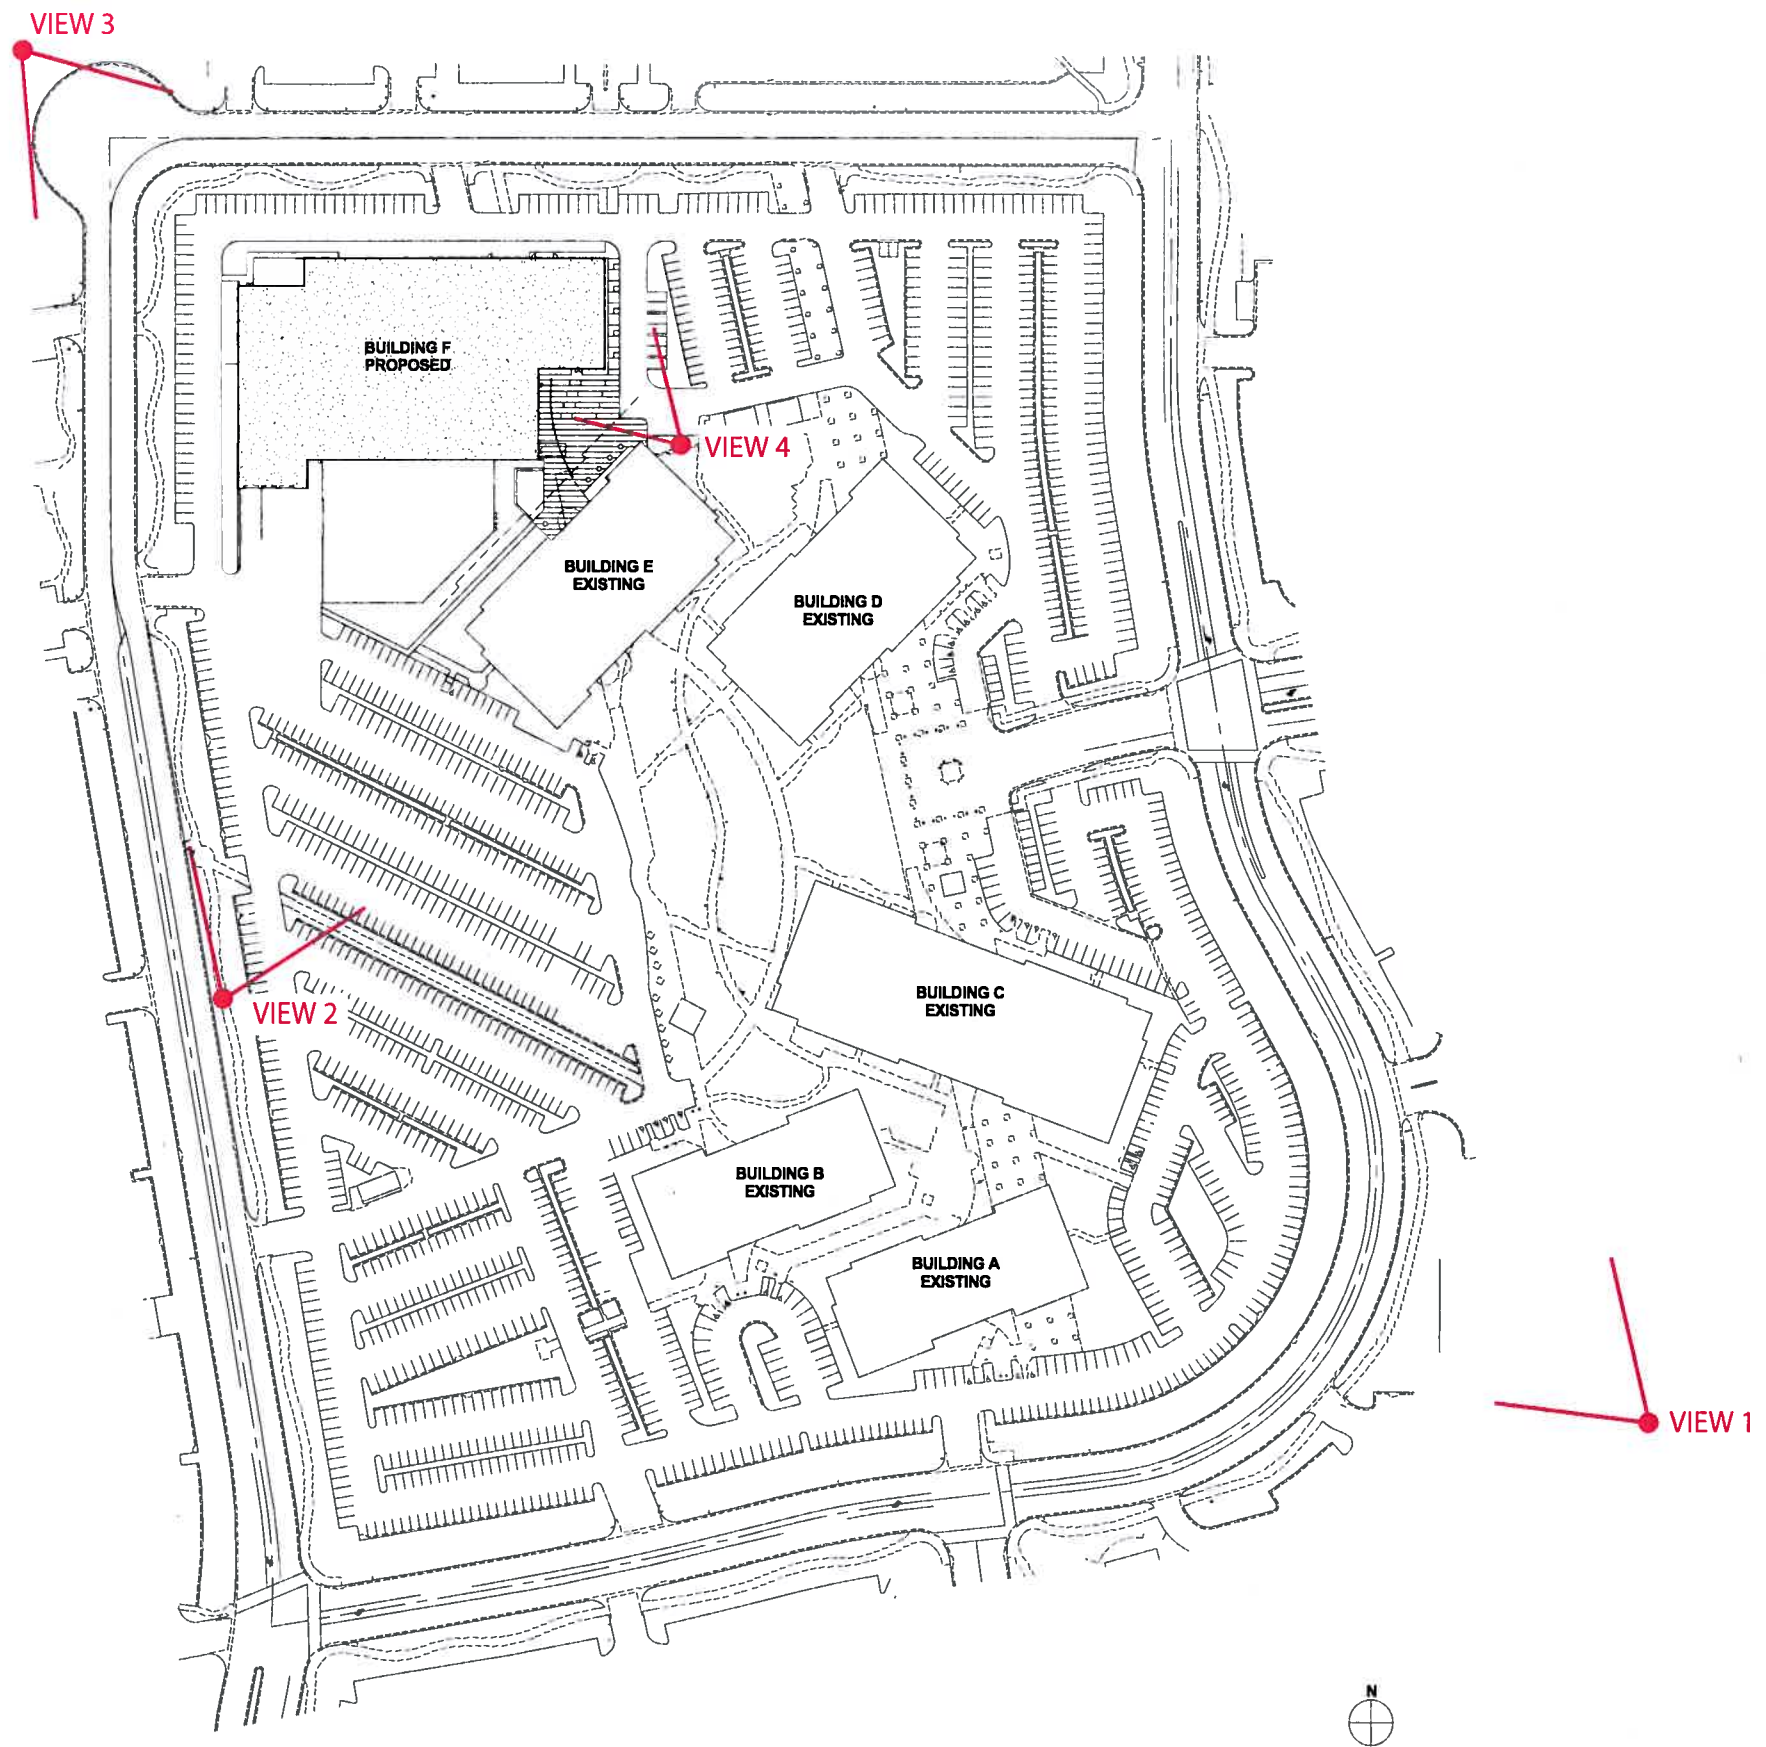 VIEW 3
BUILDING F
PROPOSED
VIEW 4
BUILDING E
EXISTING
BUILDING D
EXISTING
VIEW 2
BUILDING C
EXISTING
BUILDING B
EXISTING
BUILDING A
EXISTING
VIEW 1
N